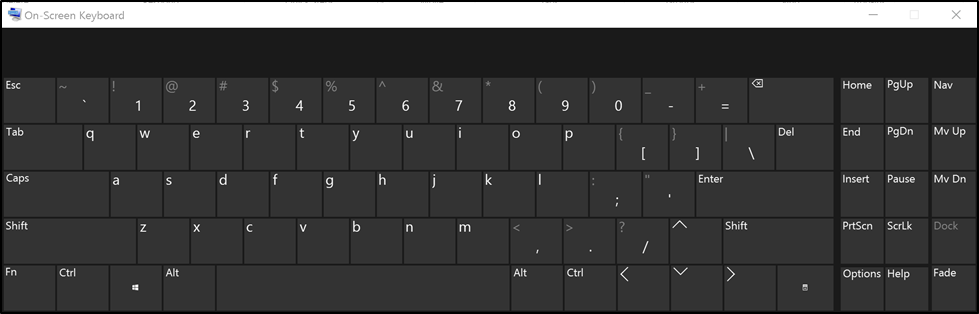 On-Screen Keyboard
Esc ~ ` ! 1 @ 2 # 3 $ 4 % 5 ^ 6 & 7 * 8 ( 9 ) 0 _ - + = Home PgUp Nav
Tab q w e r t y u i o p { [ } ] | \ Del End PgDn Mv Up
Caps a s d f g h j k l : ; " ' Enter Insert Pause Mv Dn
Shift z x c v b n m < , > . ? / Shift PrtScn ScrLk Dock
Fn Ctrl Alt Alt Ctrl Options Help Fade